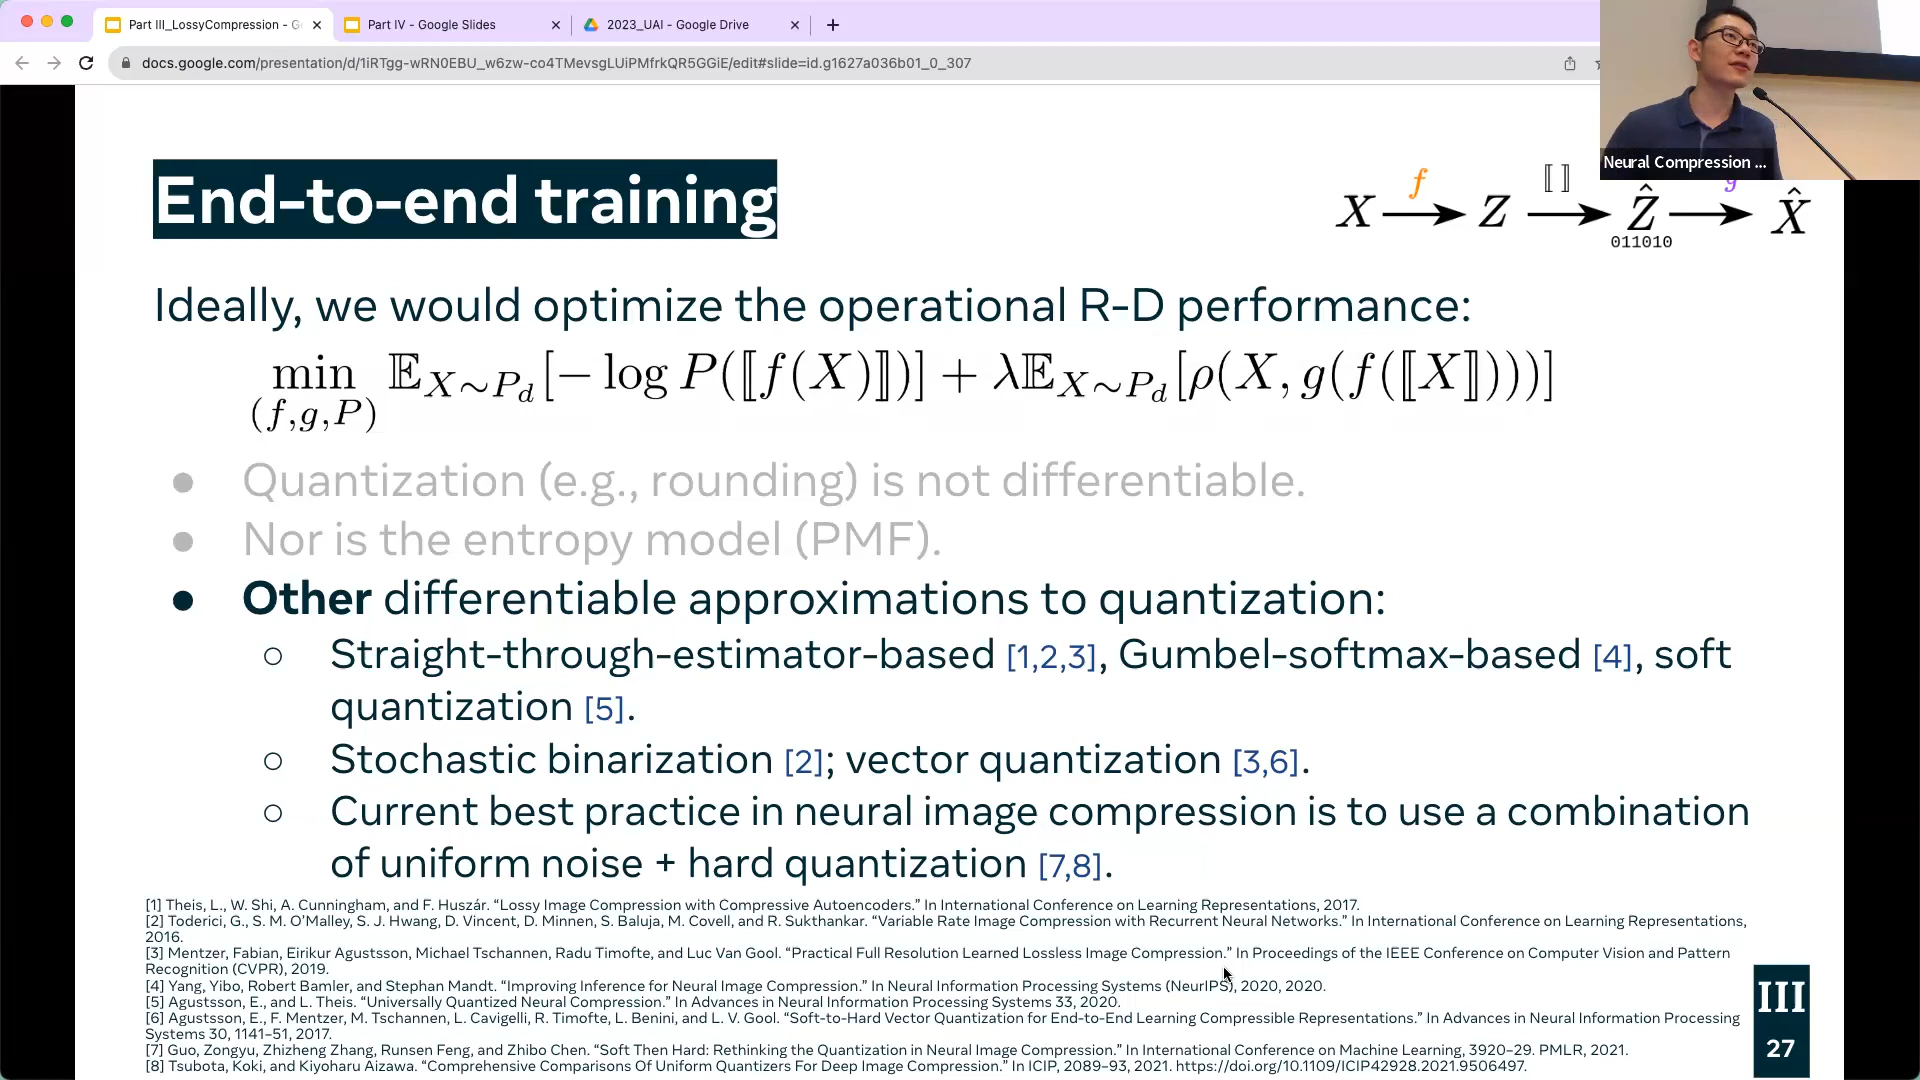 Part III_LossyCompression - G
Part IV - Google Slides
2023_UAI - Google Drive
docs.google.com/presentation/d/1iRTgg-wRN0EBU_w6zw-co4TMevsgLUiPMfrkQR5GGiE/edit#slide=id.g1627a036b01_0_307
Neural Compression ...
End-to-end training
X f Z ⟦ ⟧ Ẑ g X̂
011010
Ideally, we would optimize the operational R-D performance:
min 𝔼_{X∼P_d}[− log P(⟦f(X)⟧)] + λ𝔼_{X∼P_d}[ρ(X, g(f(⟦X⟧)))]
(f,g,P)
● Quantization (e.g., rounding) is not differentiable.
● Nor is the entropy model (PMF).
● Other differentiable approximations to quantization:
○ Straight-through-estimator-based [1,2,3], Gumbel-softmax-based [4], soft
quantization [5].
○ Stochastic binarization [2]; vector quantization [3,6].
○ Current best practice in neural image compression is to use a combination
of uniform noise + hard quantization [7,8].
[1] Theis, L., W. Shi, A. Cunningham, and F. Huszár. “Lossy Image Compression with Compressive Autoencoders.” In International Conference on Learning Representations, 2017.
[2] Toderici, G., S. M. O’Malley, S. J. Hwang, D. Vincent, D. Minnen, S. Baluja, M. Covell, and R. Sukthankar. “Variable Rate Image Compression with Recurrent Neural Networks.” In International Conference on Learning Representations,
2016.
[3] Mentzer, Fabian, Eirikur Agustsson, Michael Tschannen, Radu Timofte, and Luc Van Gool. “Practical Full Resolution Learned Lossless Image Compression.” In Proceedings of the IEEE Conference on Computer Vision and Pattern
Recognition (CVPR), 2019.
[4] Yang, Yibo, Robert Bamler, and Stephan Mandt. “Improving Inference for Neural Image Compression.” In Neural Information Processing Systems (NeurIPS), 2020, 2020.
[5] Agustsson, E., and L. Theis. “Universally Quantized Neural Compression.” In Advances in Neural Information Processing Systems 33, 2020.
[6] Agustsson, E., F. Mentzer, M. Tschannen, L. Cavigelli, R. Timofte, L. Benini, and L. V. Gool. “Soft-to-Hard Vector Quantization for End-to-End Learning Compressible Representations.” In Advances in Neural Information Processing
Systems 30, 1141–51, 2017.
[7] Guo, Zongyu, Zhizheng Zhang, Runsen Feng, and Zhibo Chen. “Soft Then Hard: Rethinking the Quantization in Neural Image Compression.” In International Conference on Machine Learning, 3920–29. PMLR, 2021.
[8] Tsubota, Koki, and Kiyoharu Aizawa. “Comprehensive Comparisons Of Uniform Quantizers For Deep Image Compression.” In ICIP, 2089–93, 2021. https://doi.org/10.1109/ICIP42928.2021.9506497.
III
27